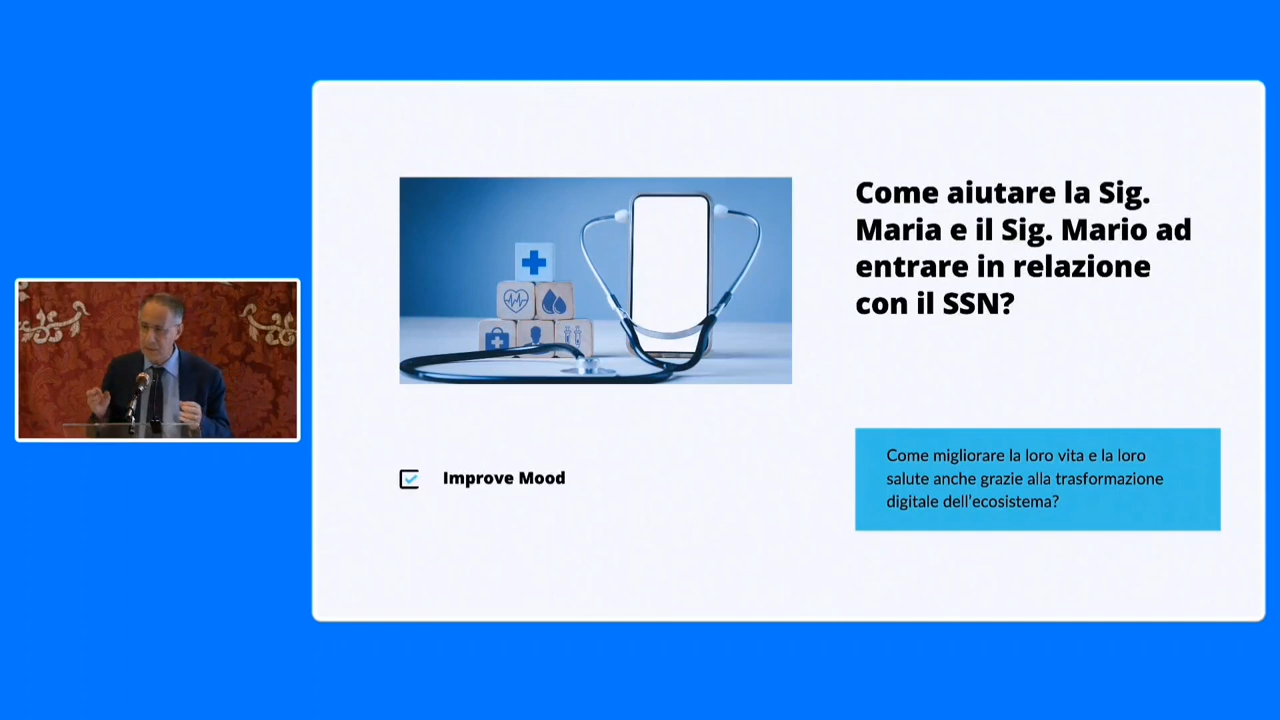 Come aiutare la Sig.
Maria e il Sig. Mario ad
entrare in relazione
con il SSN?
Improve Mood
Come migliorare la loro vita e la loro
salute anche grazie alla trasformazione
digitale dell'ecosistema?